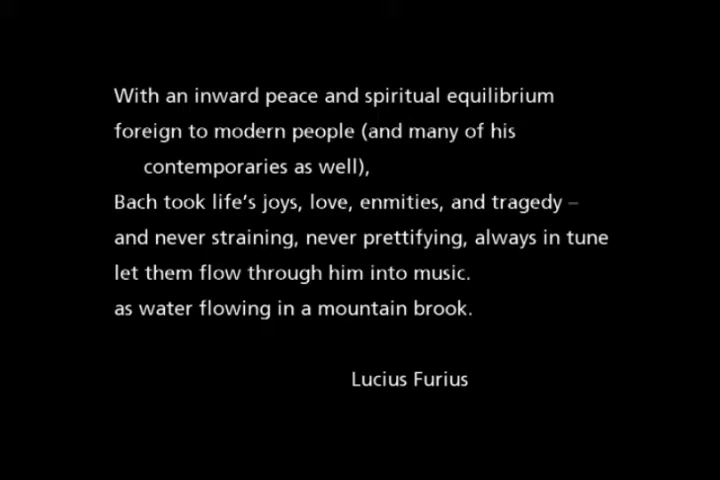 With an inward peace and spiritual equilibrium
foreign to modern people (and many of his
contemporaries as well),
Bach took life's joys, love, enmities, and tragedy –
and never straining, never prettifying, always in tune
let them flow through him into music.
as water flowing in a mountain brook.
Lucius Furius